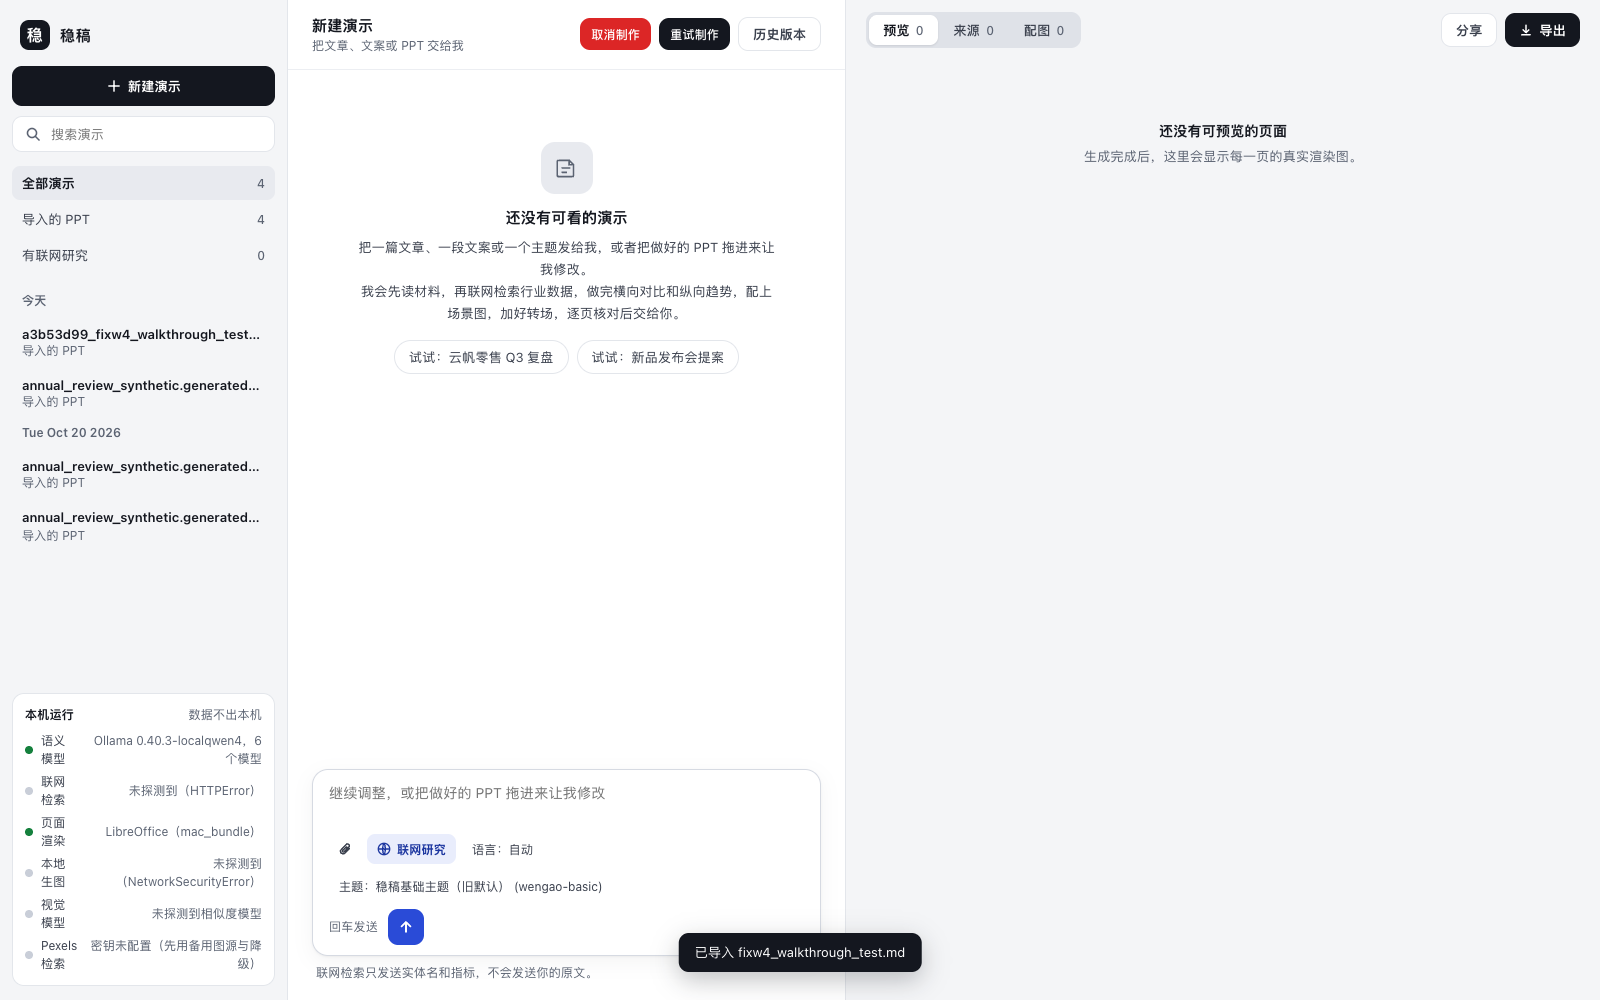 稳 稳稿
新建演示
搜索演示
全部演示 4
导入的 PPT 4
有联网研究 0
今天
a3b53d99_fixw4_walkthrough_test...
导入的 PPT
annual_review_synthetic.generated...
导入的 PPT
Tue Oct 20 2026
annual_review_synthetic.generated...
导入的 PPT
annual_review_synthetic.generated...
导入的 PPT
本机运行 数据不出本机
语义模型 Ollama 0.40.3-localqwen4，6 个模型
联网检索 未探测到（HTTPError）
页面渲染 LibreOffice（mac_bundle）
本地生图 未探测到（NetworkSecurityError）
视觉模型 未探测到相似度模型
Pexels 检索 密钥未配置（先用备用图源与降级）
新建演示
把文章、文案或 PPT 交给我
取消制作 重试制作 历史版本
还没有可看的演示
把一篇文章、一段文案或一个主题发给我，或者把做好的 PPT 拖进来让
我修改。
我会先读材料，再联网检索行业数据，做完横向对比和纵向趋势，配上
场景图，加好转场，逐页核对后交给你。
试试：云帆零售 Q3 复盘 试试：新品发布会提案
继续调整，或把做好的 PPT 拖进来让我修改
联网研究 语言：自动
主题：稳稿基础主题（旧默认） (wengao-basic)
回车发送
联网检索只发送实体名和指标，不会发送你的原文。
预览 0 来源 0 配图 0
分享 导出
还没有可预览的页面
生成完成后，这里会显示每一页的真实渲染图。
已导入 fixw4_walkthrough_test.md